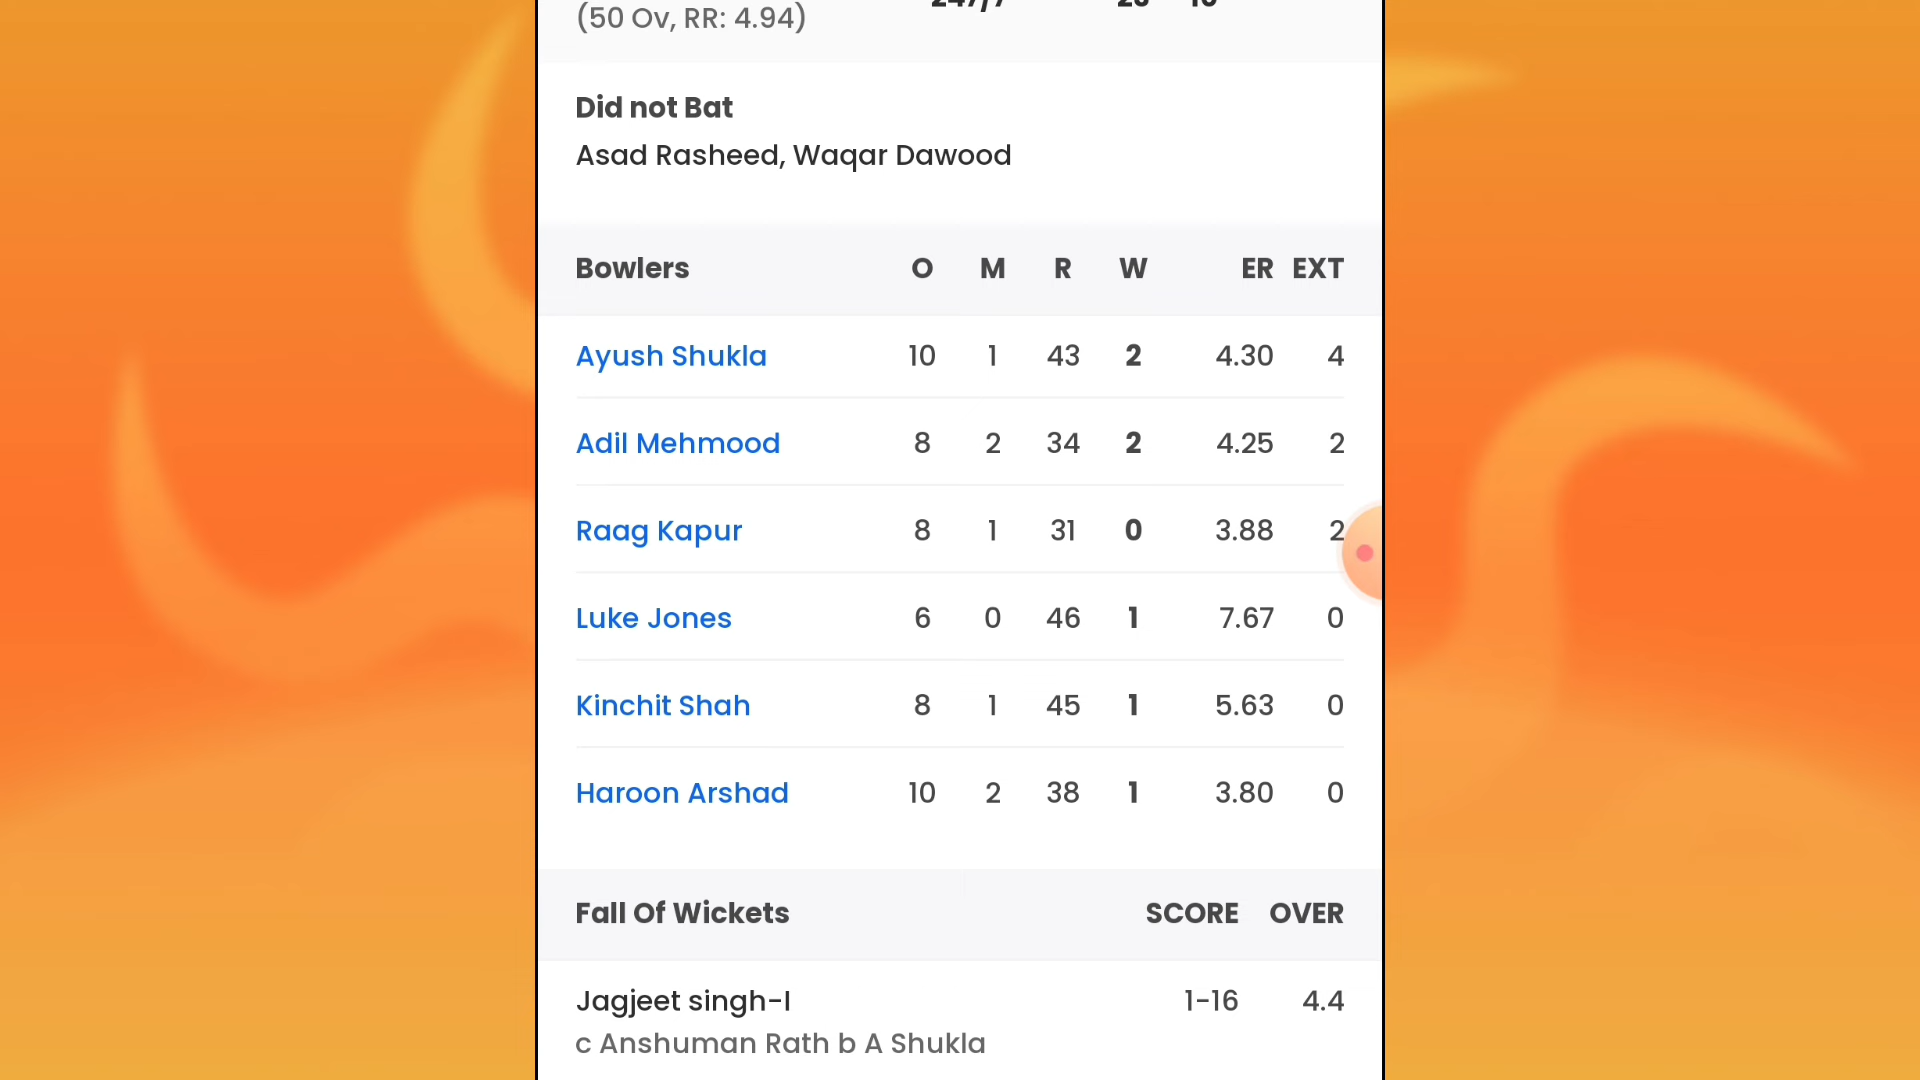 (50 Ov, RR: 4.94) 247/7
Did not Bat
Asad Rasheed, Waqar Dawood
Bowlers O M R W ER EXT
Ayush Shukla 10 1 43 2 4.30 4
Adil Mehmood 8 2 34 2 4.25 2
Raag Kapur 8 1 31 0 3.88 2
Luke Jones 6 0 46 1 7.67 0
Kinchit Shah 8 1 45 1 5.63 0
Haroon Arshad 10 2 38 1 3.80 0
Fall Of Wickets SCORE OVER
Jagjeet singh-I 1-16 4.4
c Anshuman Rath b A Shukla